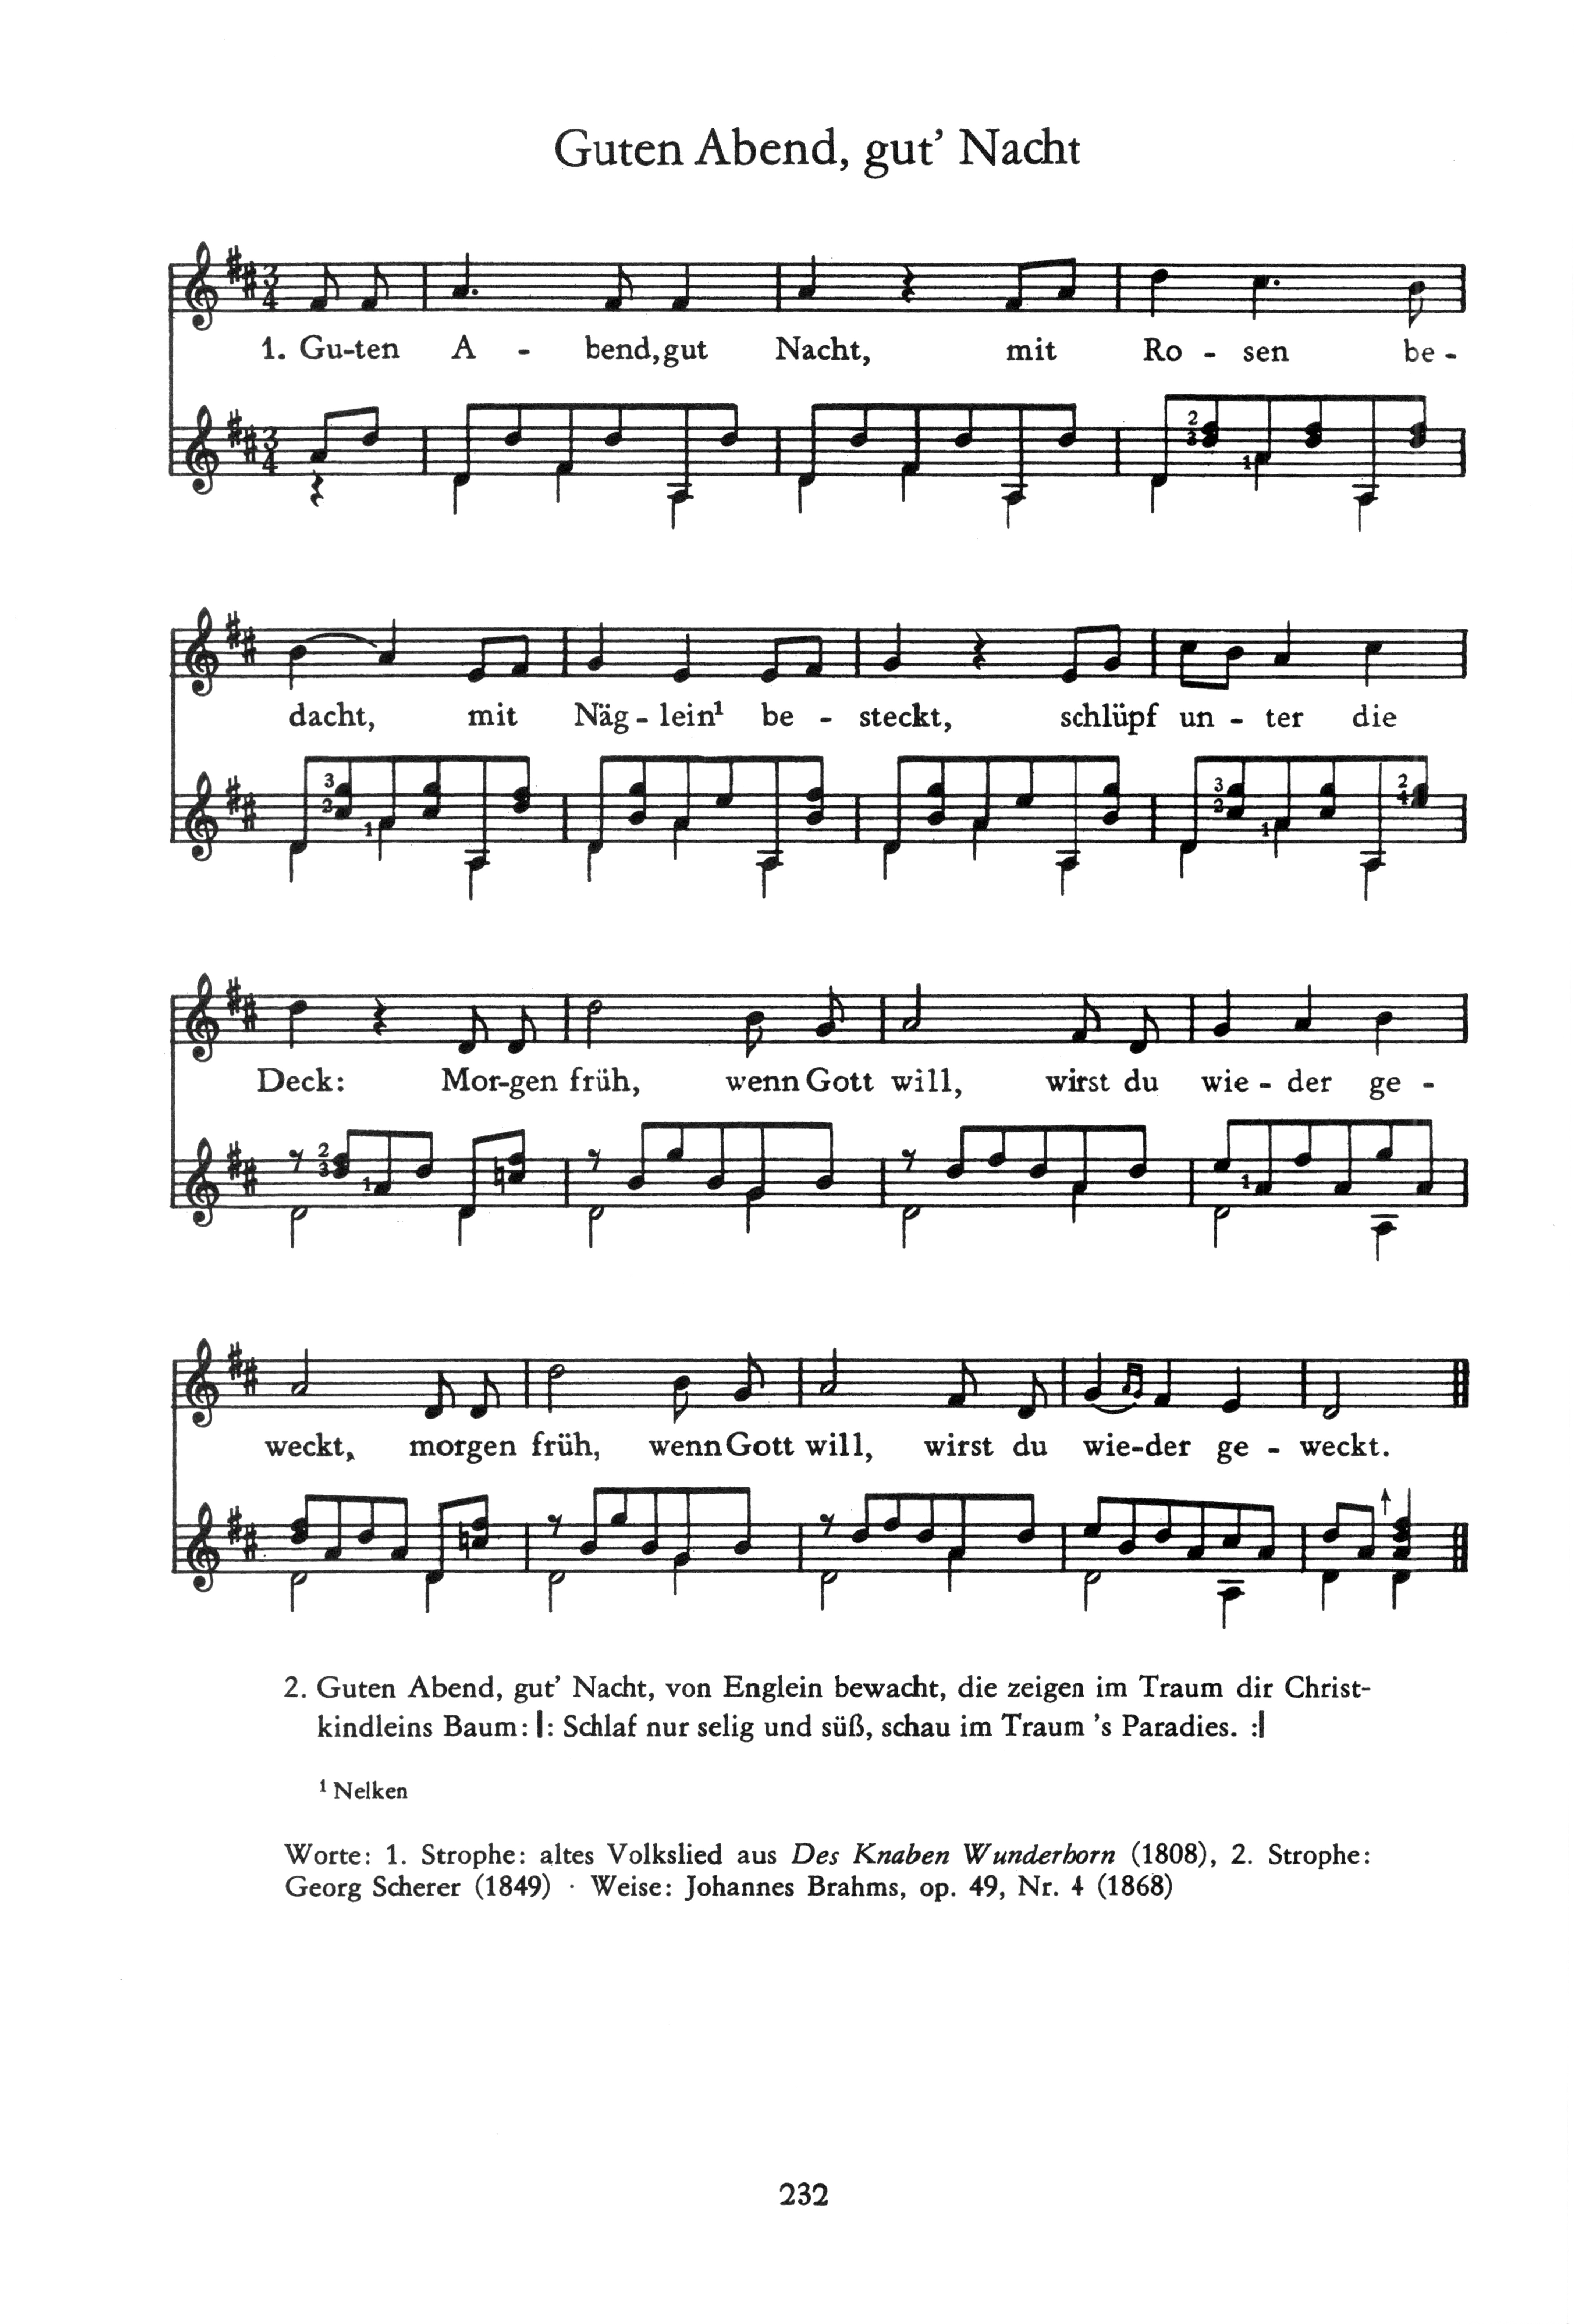 Guten Abend, gut’ Nacht
1. Gu-ten A - bend, gut Nacht, mit Ro - sen be -
dacht, mit Näg - lein¹ be - steckt, schlüpf un - ter die
Deck: Mor-gen früh, wenn Gott will, wirst du wie - der ge -
weckt, morgen früh, wenn Gott will, wirst du wie-der ge - weckt.
2. Guten Abend, gut’ Nacht, von Englein bewacht, die zeigen im Traum dir Christ-
kindleins Baum: |: Schlaf nur selig und süß, schau im Traum ’s Paradies. :|
¹ Nelken
Worte: 1. Strophe: altes Volkslied aus Des Knaben Wunderhorn (1808), 2. Strophe:
Georg Scherer (1849) · Weise: Johannes Brahms, op. 49, Nr. 4 (1868)
232